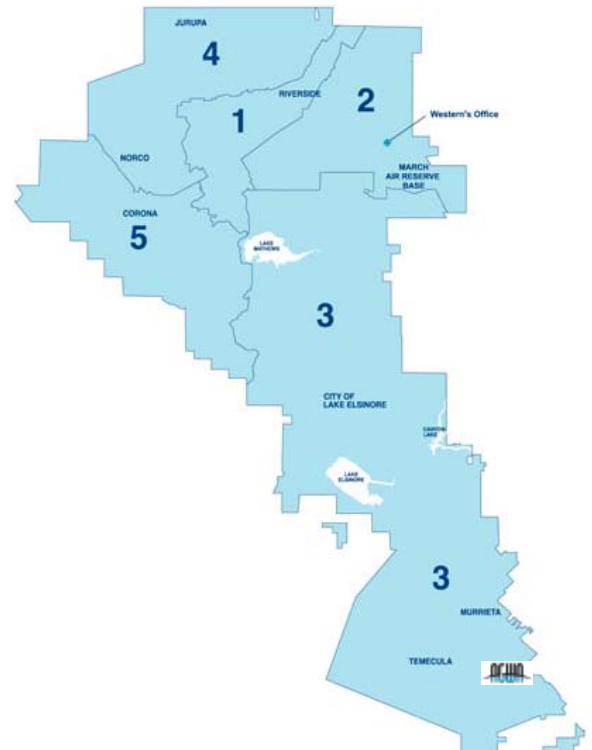 JURUPA
4
RIVERSIDE
2
1
Western's Office
NORCO
MARCH
AIR RESERVE
BASE
CORONA
5
LAKE
MATHEWS
3
CITY OF
LAKE ELSINORE
CANYON
LAKE
LAKE
ELSINORE
3
MURRIETA
TEMECULA
ACWA